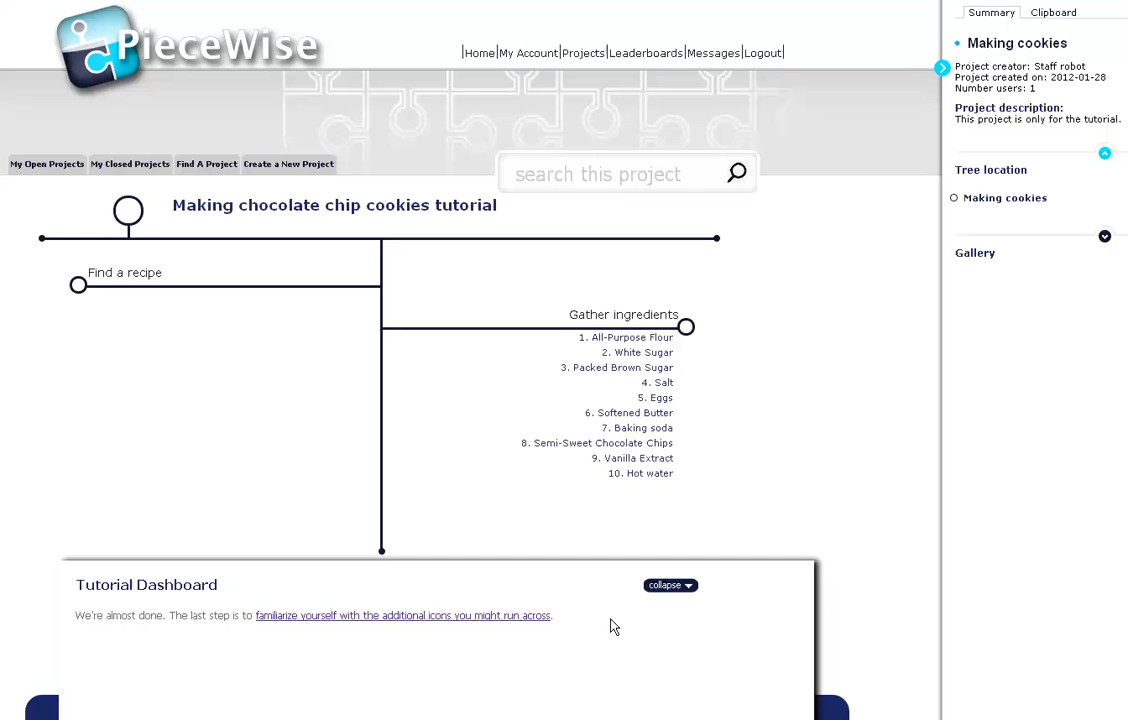 PieceWise
|Home|My Account|Projects|Leaderboards|Messages|Logout|
My Open Projects My Closed Projects Find A Project Create a New Project
search this project
Making chocolate chip cookies tutorial
Find a recipe
Gather ingredients
1. All-Purpose Flour
2. White Sugar
3. Packed Brown Sugar
4. Salt
5. Eggs
6. Softened Butter
7. Baking soda
8. Semi-Sweet Chocolate Chips
9. Vanilla Extract
10. Hot water
Tutorial Dashboard
collapse
We're almost done. The last step is to familiarize yourself with the additional icons you might run across.
Summary Clipboard
Making cookies
Project creator: Staff robot
Project created on: 2012-01-28
Number users: 1
Project description:
This project is only for the tutorial.
Tree location
Making cookies
Gallery